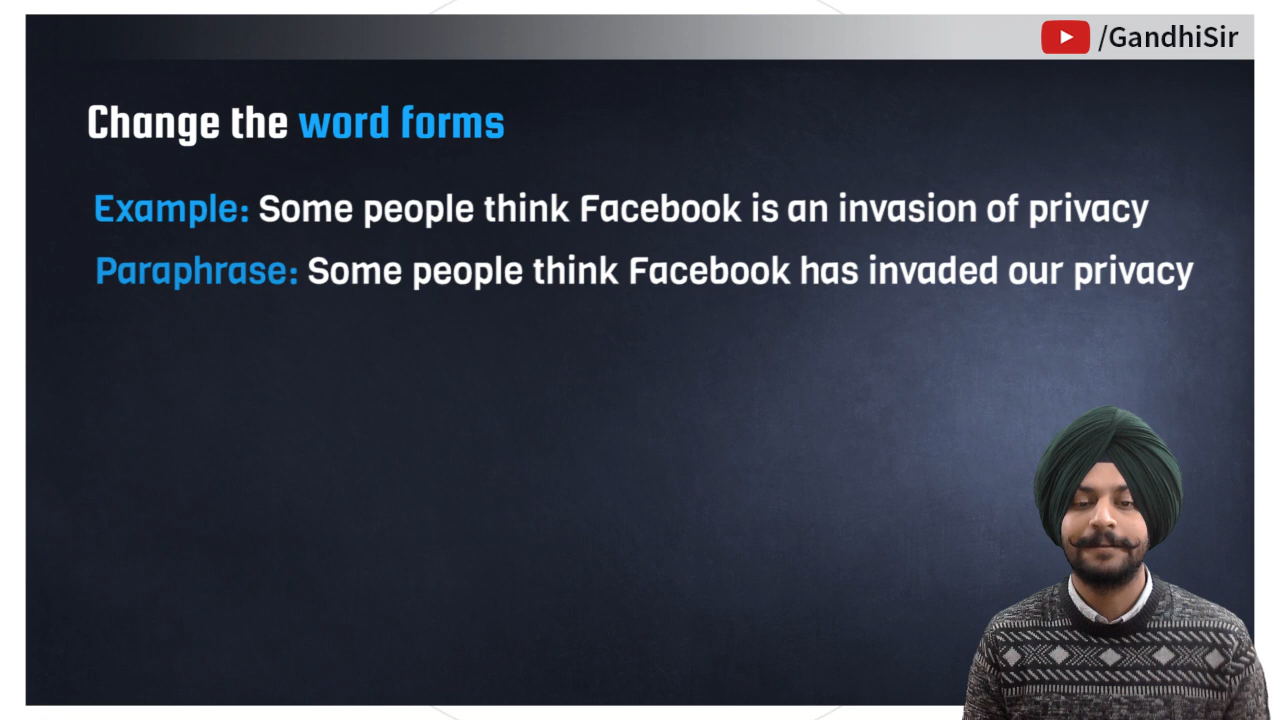 /GandhiSir
Change the word forms
Example: Some people think Facebook is an invasion of privacy
Paraphrase: Some people think Facebook has invaded our privacy